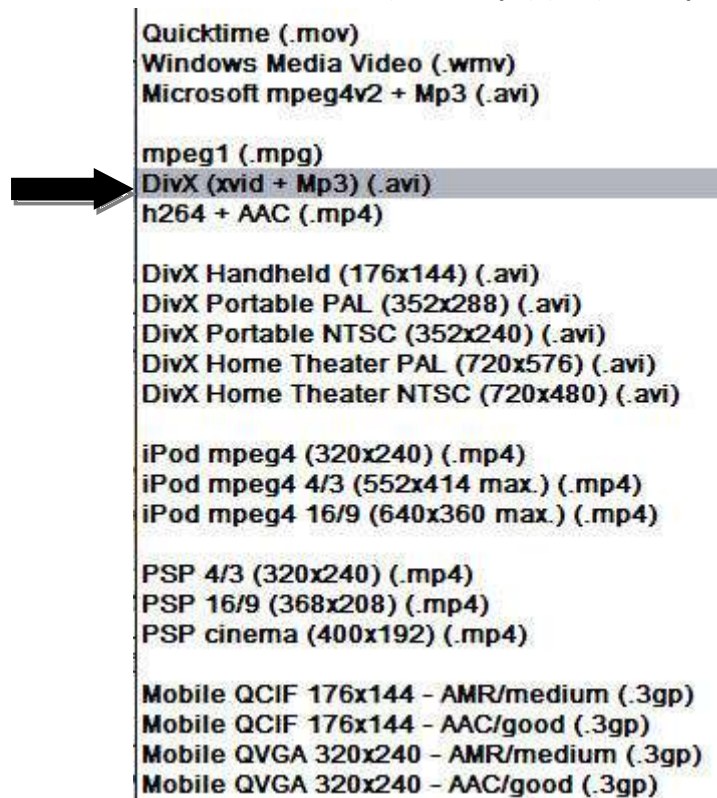 Quicktime (.mov)
Windows Media Video (.wmv)
Microsoft mpeg4v2 + Mp3 (.avi)
mpeg1 (.mpg)
DivX (xvid + Mp3) (.avi)
h264 + AAC (.mp4)
DivX Handheld (176x144) (.avi)
DivX Portable PAL (352x288) (.avi)
DivX Portable NTSC (352x240) (.avi)
DivX Home Theater PAL (720x576) (.avi)
DivX Home Theater NTSC (720x480) (.avi)
iPod mpeg4 (320x240) (.mp4)
iPod mpeg4 4/3 (552x414 max.) (.mp4)
iPod mpeg4 16/9 (640x360 max.) (.mp4)
PSP 4/3 (320x240) (.mp4)
PSP 16/9 (368x208) (.mp4)
PSP cinema (400x192) (.mp4)
Mobile QCIF 176x144 - AMR/medium (.3gp)
Mobile QCIF 176x144 - AAC/good (.3gp)
Mobile QVGA 320x240 - AMR/medium (.3gp)
Mobile QVGA 320x240 - AAC/good (.3gp)